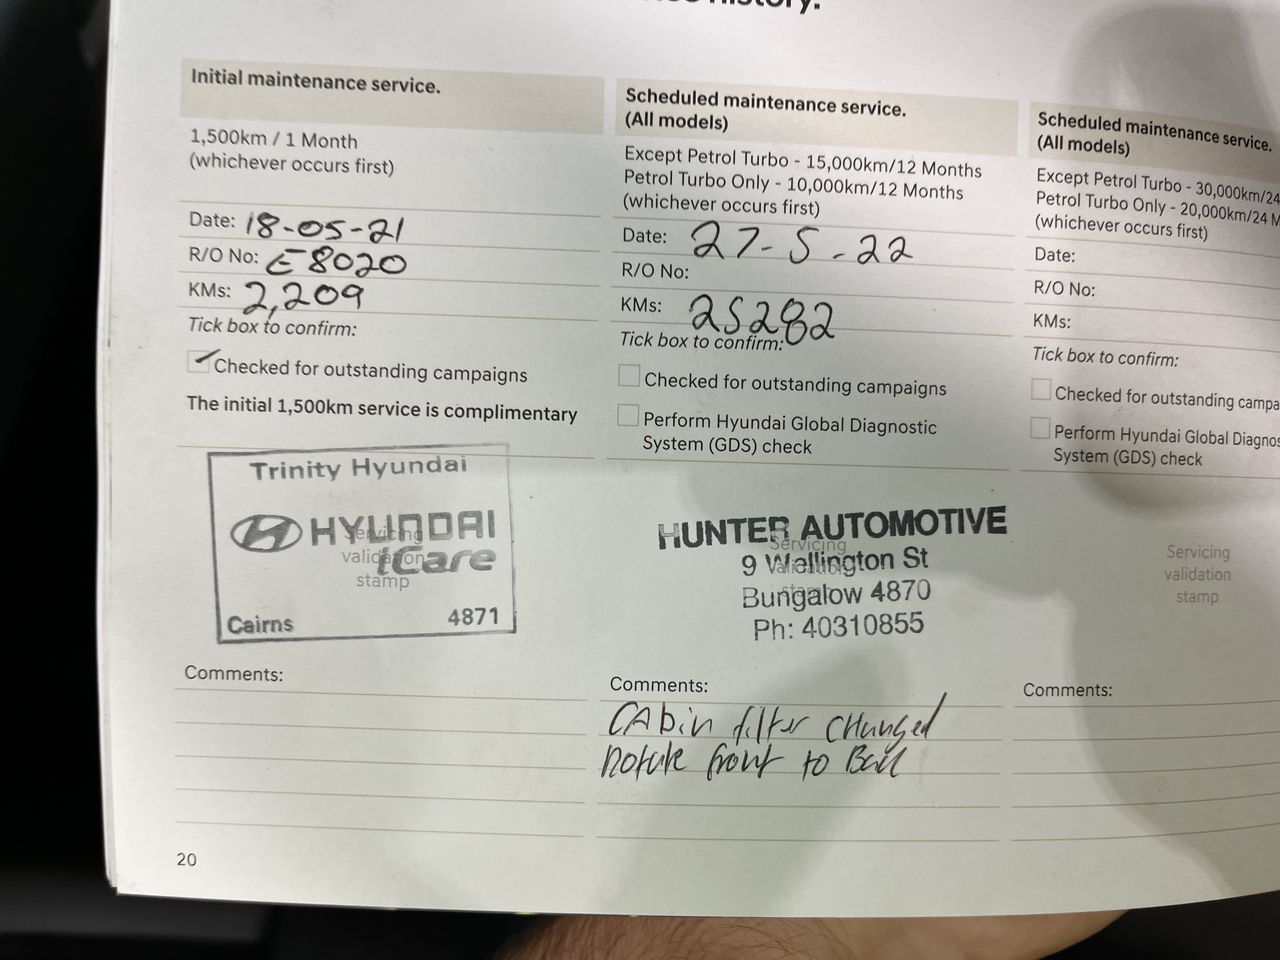 history.
Initial maintenance service.
1,500km / 1 Month
(whichever occurs first)
Date: 18-05-21
R/O No: E8020
KMs: 2,209
Tick box to confirm:
Checked for outstanding campaigns
The initial 1,500km service is complimentary
Trinity Hyundai
HYUNDAI
iCare
Servicing
validation
stamp
Cairns 4871
Comments:
20
Scheduled maintenance service.
(All models)
Except Petrol Turbo - 15,000km/12 Months
Petrol Turbo Only - 10,000km/12 Months
(whichever occurs first)
Date: 27-5-22
R/O No:
KMs: 25282
Tick box to confirm:
Checked for outstanding campaigns
Perform Hyundai Global Diagnostic
System (GDS) check
HUNTER AUTOMOTIVE
Servicing
9 Wellington St
Bungalow 4870
Ph: 40310855
Comments:
CAbin filter changed
Rotate front to Back
Scheduled maintenance service.
(All models)
Except Petrol Turbo - 30,000km/24
Petrol Turbo Only - 20,000km/24 M
(whichever occurs first)
Date:
R/O No:
KMs:
Tick box to confirm:
Checked for outstanding campa
Perform Hyundai Global Diagnos
System (GDS) check
Servicing
validation
stamp
Comments: